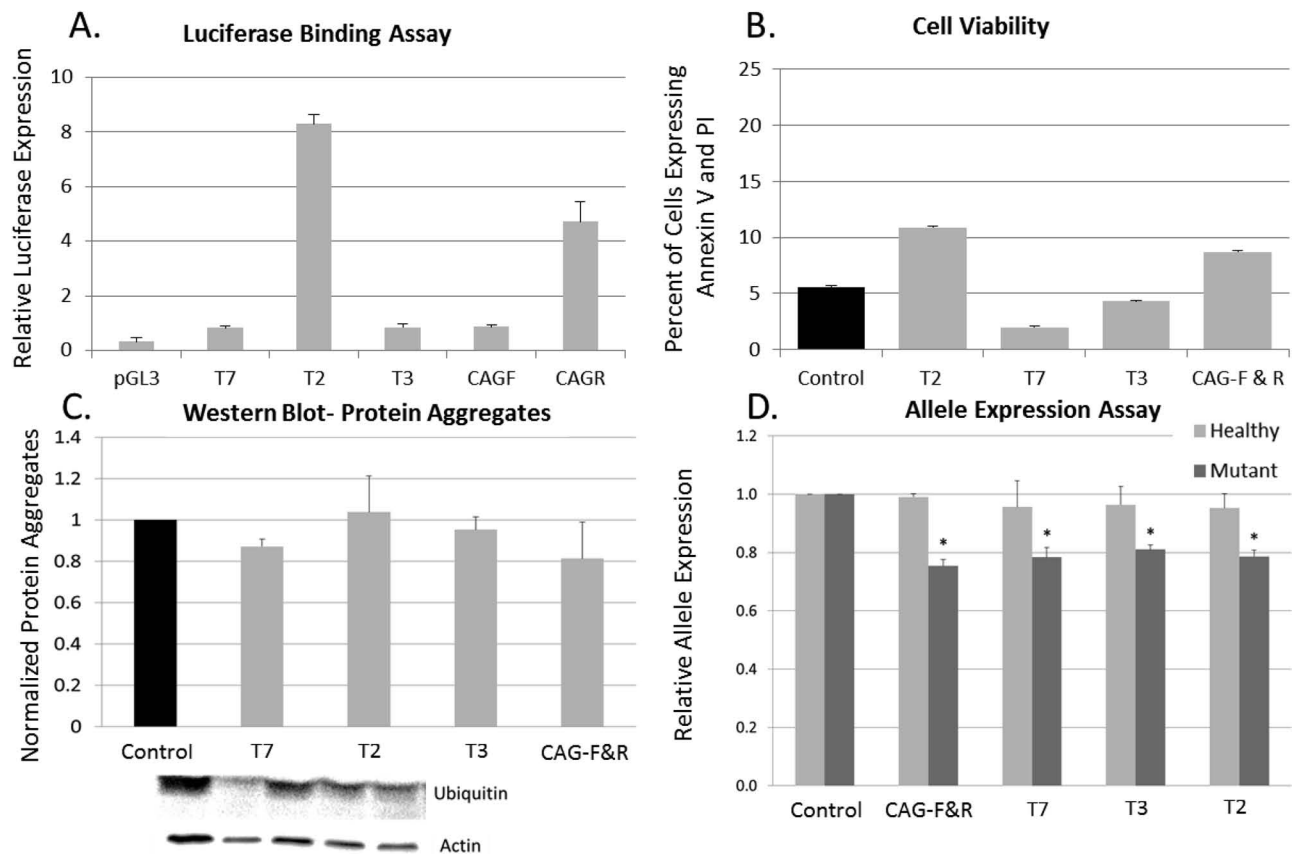 A.
Luciferase Binding Assay
Relative Luciferase Expression
10
8
6
4
2
0
pGL3 T7 T2 T3 CAGF CAGR
B.
Cell Viability
Percent of Cells Expressing
Annexin V and PI
25
20
15
10
5
0
Control T2 T7 T3 CAG-F & R
C.
Western Blot- Protein Aggregates
Normalized Protein Aggregates
1.4
1.2
1
0.8
0.6
0.4
0.2
0
Control T7 T2 T3 CAG-F&R
Ubiquitin
Actin
D.
Allele Expression Assay
Healthy
Mutant
Relative Allele Expression
1.2
1.0
0.8
0.6
0.4
0.2
0.0
* * * *
Control CAG-F&R T7 T3 T2